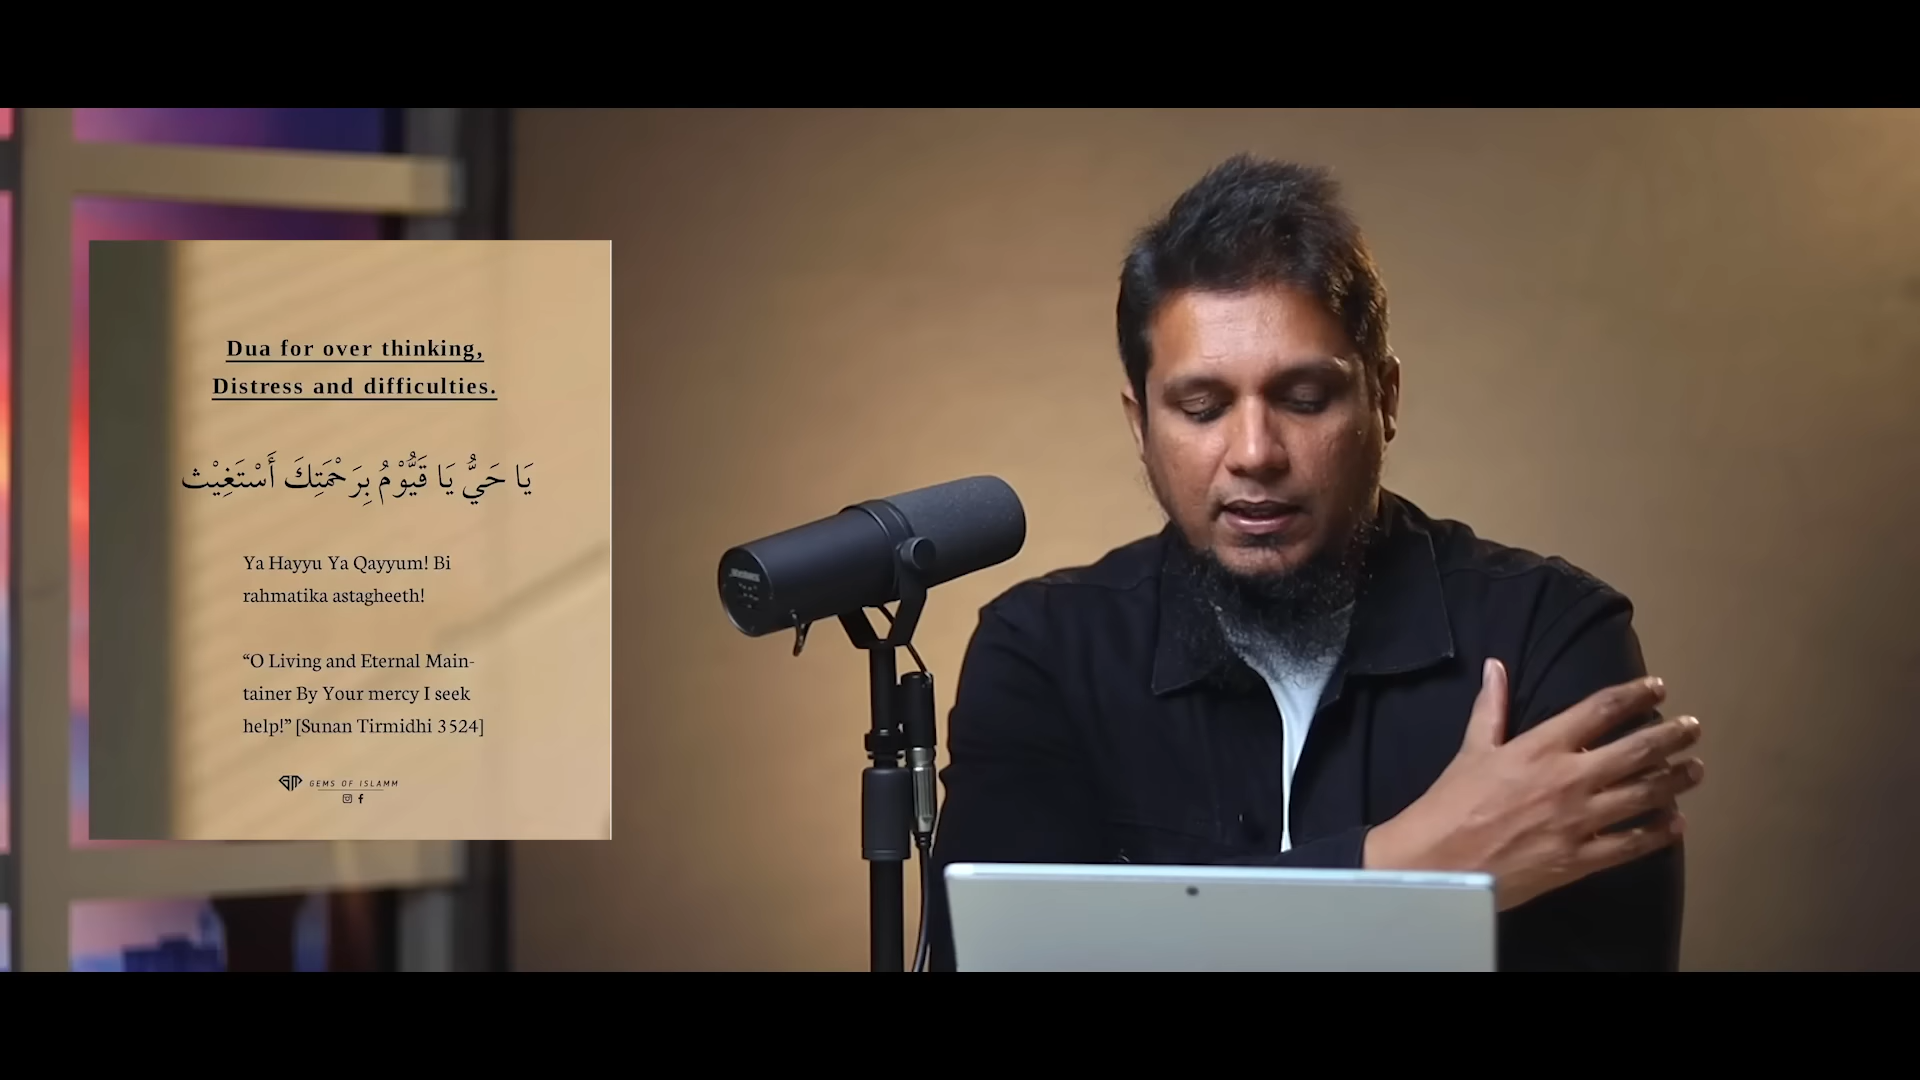 Dua for over thinking,
Distress and difficulties.
يَا حَيُّ يَا قَيُّوْمُ بِرَحْمَتِكَ أَسْتَغِيْث
Ya Hayyu Ya Qayyum! Bi
rahmatika astagheeth!
“O Living and Eternal Main-
tainer By Your mercy I seek
help!” [Sunan Tirmidhi 3524]
GEMS OF ISLAMM